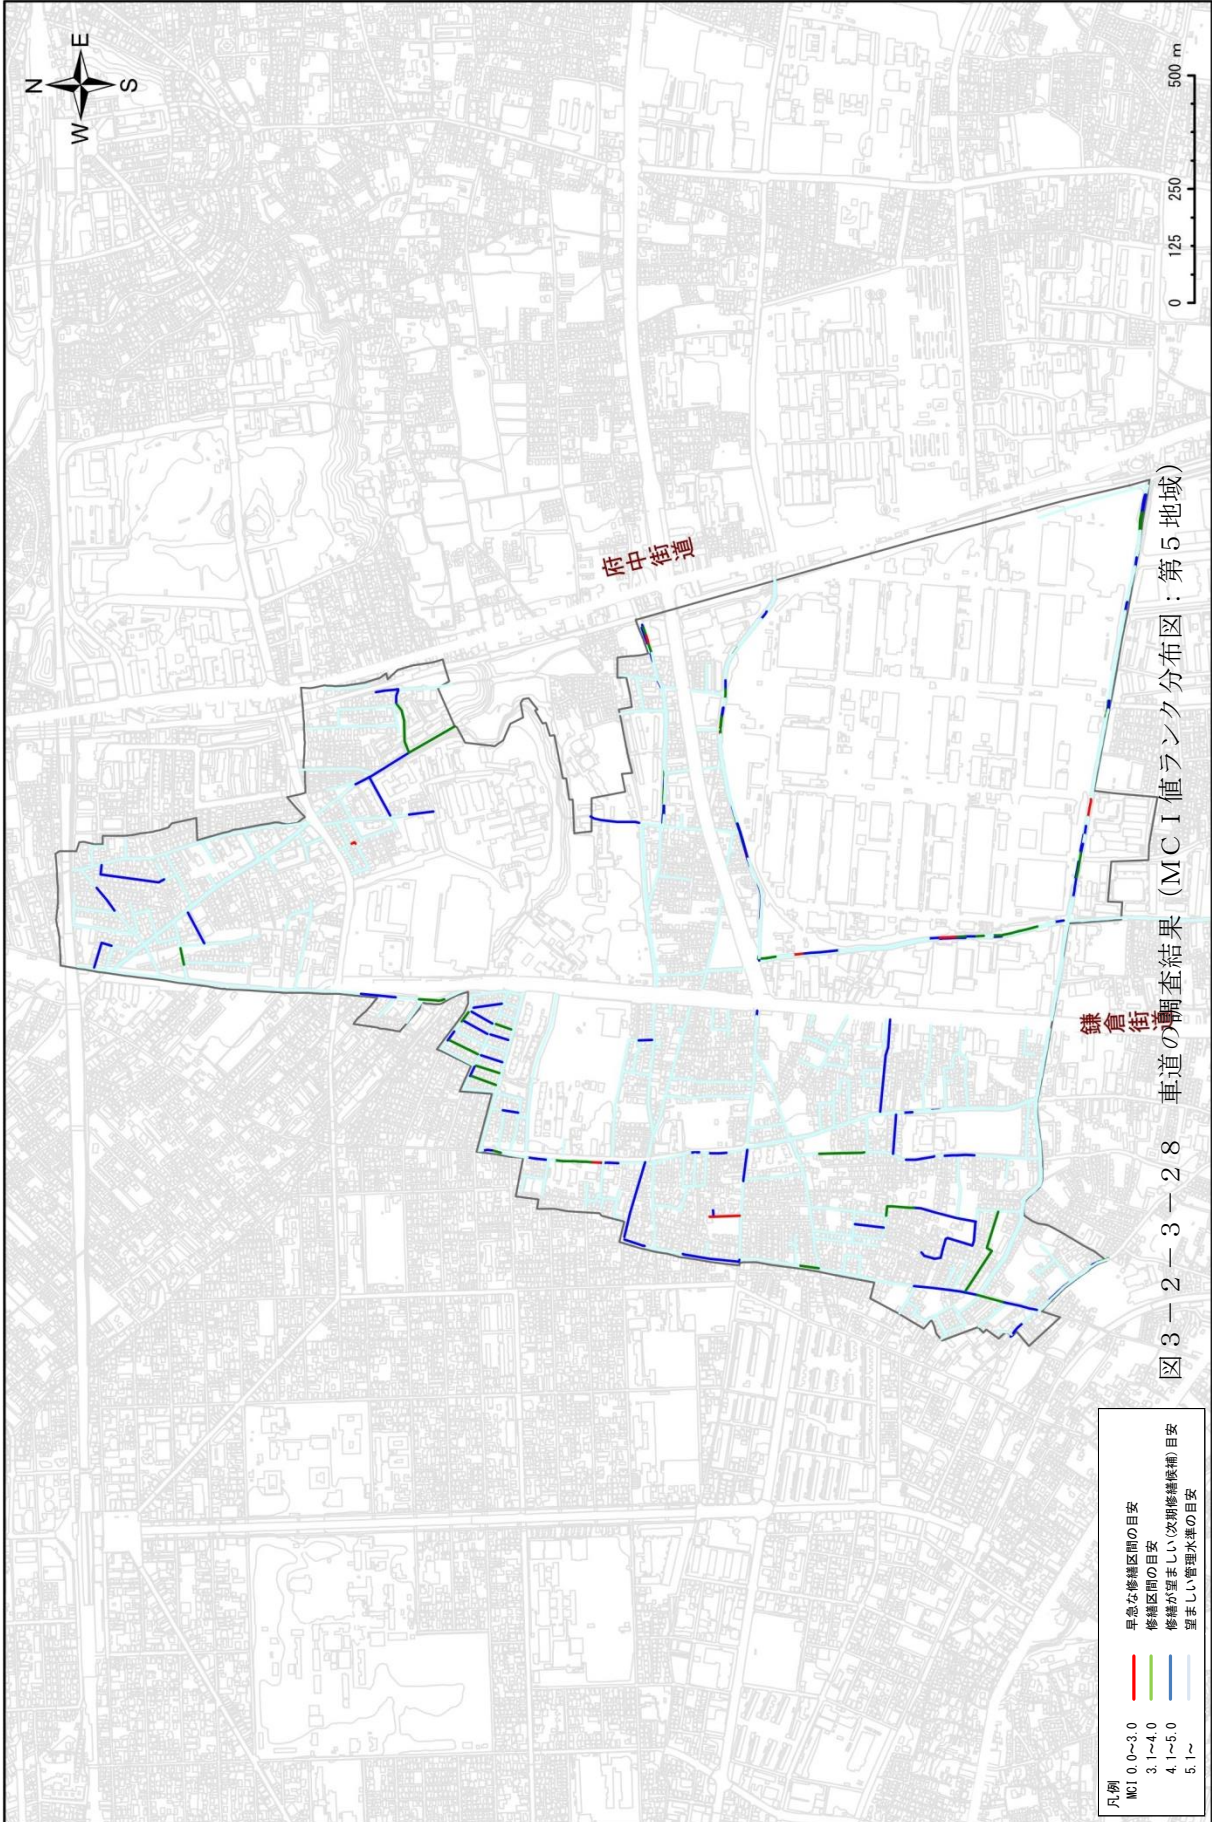 N
E
W
S
府中街道
鎌倉街道
0 125 250 500 m
凡例
MCI 0.0~3.0 早急な修繕区間の目安
3.1~4.0 修繕区間の目安
4.1~5.0 修繕が望ましい(次期修繕候補)目安
5.1~ 望ましい管理水準の目安
図3－2－3－28 車道の調査結果（MCI値ランク分布図：第5地域）